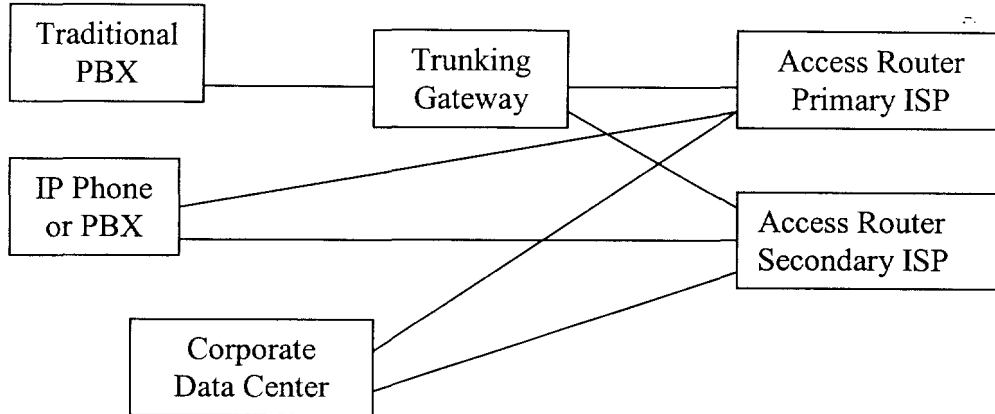 Traditional
PBX
Trunking
Gateway
Access Router
Primary ISP
IP Phone
or PBX
Access Router
Secondary ISP
Corporate
Data Center